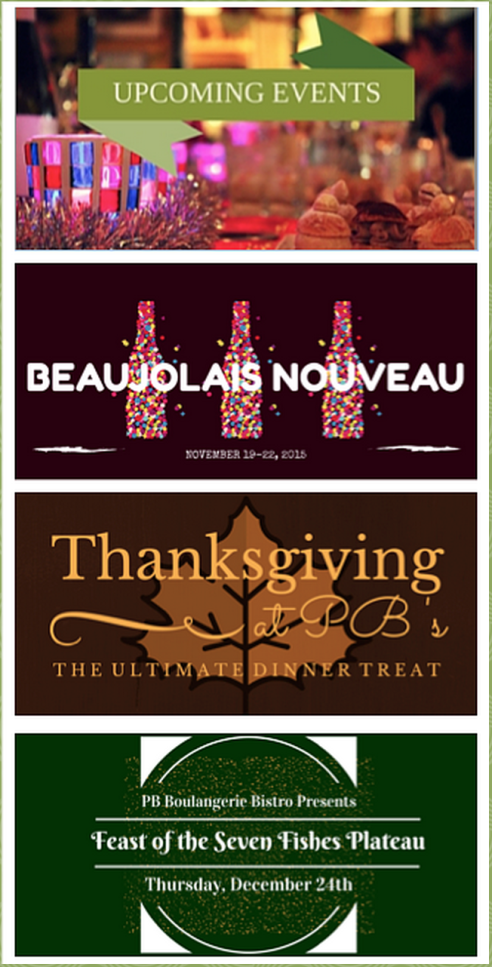 UPCOMING EVENTS
BEAUJOLAIS NOUVEAU
NOVEMBER 19-22, 2015
Thanksgiving
at PB's
THE ULTIMATE DINNER TREAT
PB Boulangerie Bistro Presents
Feast of the Seven Fishes Plateau
Thursday, December 24th